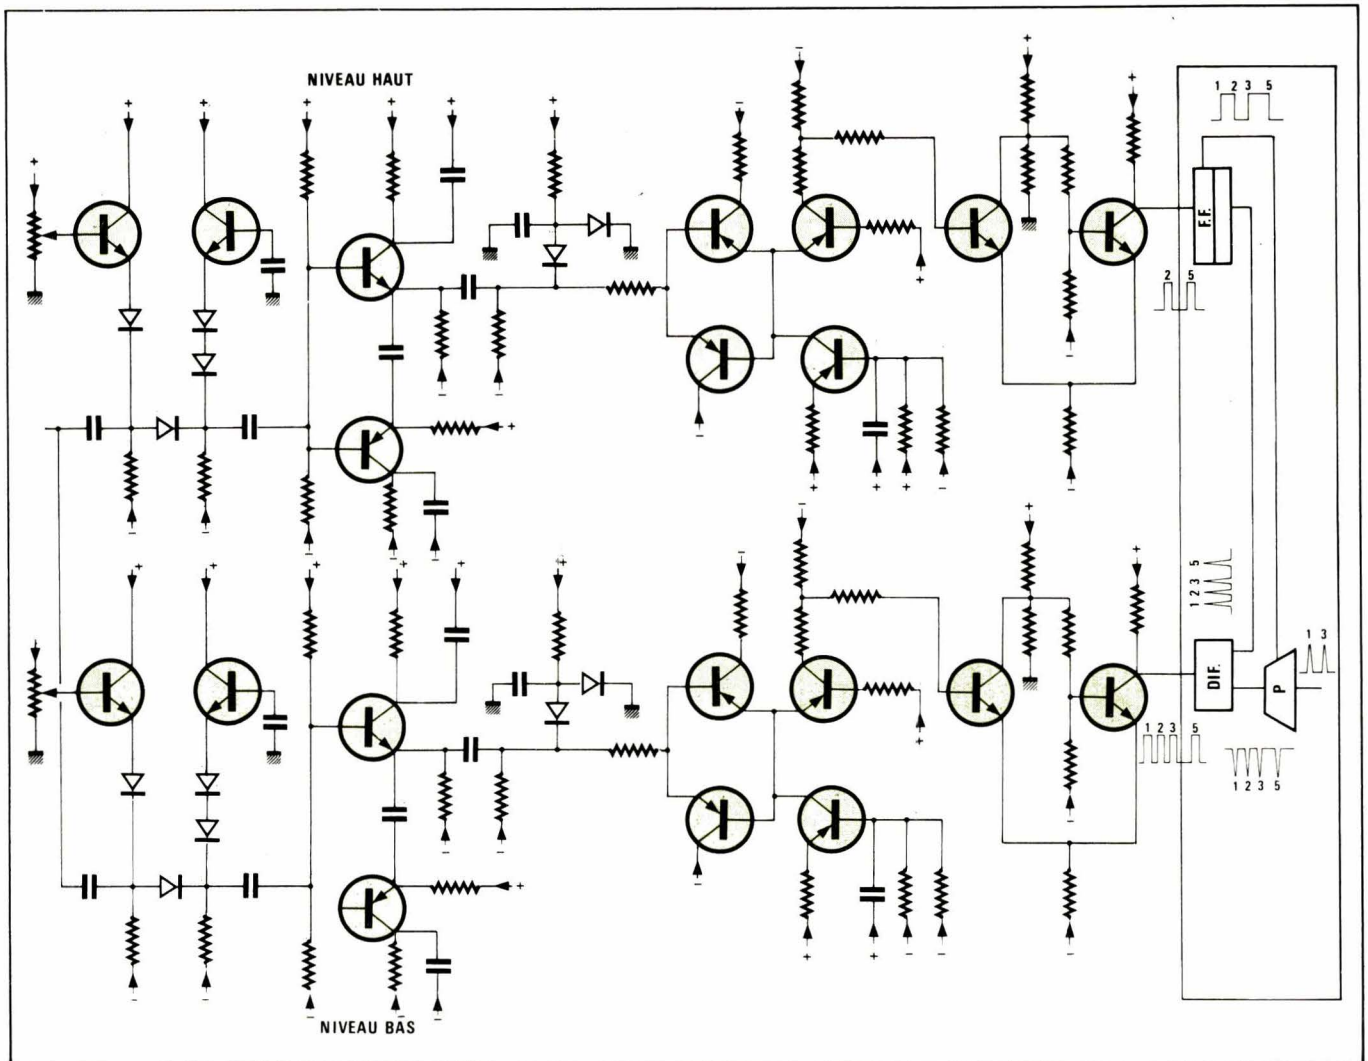 NIVEAU HAUT
1 2 3 5
F.F.
2 5
1 2 3 5
DIF.
P
1 3
1 2 3 5
1 2 3 5
NIVEAU BAS